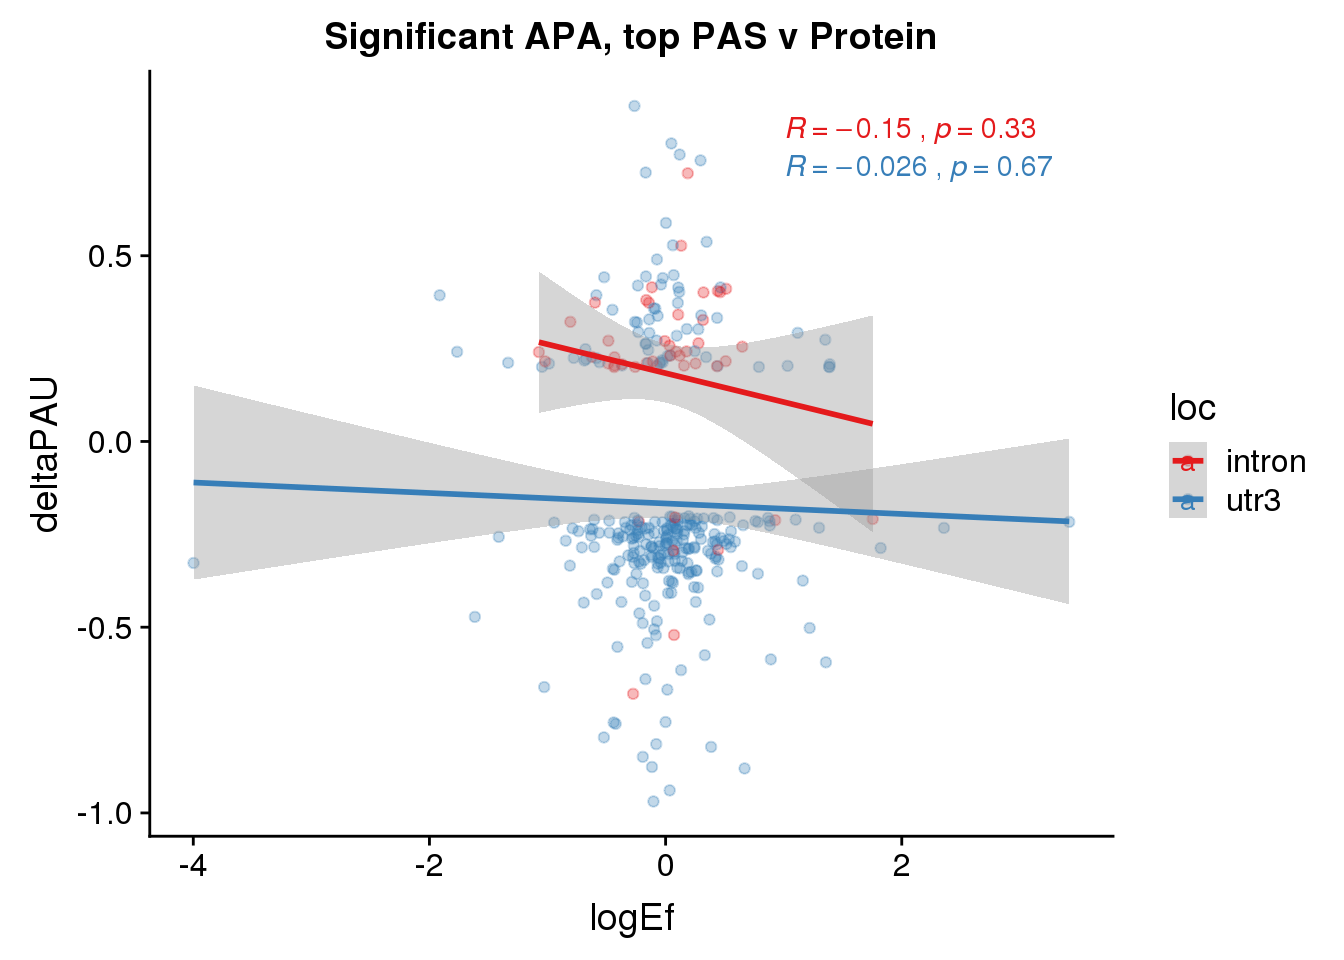 Significant APA, top PAS v Protein
R = −0.15 , p = 0.33
R = −0.026 , p = 0.67
0.5
0.0
-0.5
-1.0
deltaPAU
-4
-2
0
2
logEf
loc
a intron
a utr3